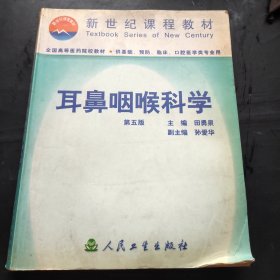 新世纪课程教材
Textbook Series of New Century
全国高等医药院校教材・供基础、预防、临床、口腔医学类专业用
耳鼻咽喉科学
第五版 主编 田勇泉
副主编 孙爱华
人民卫生出版社